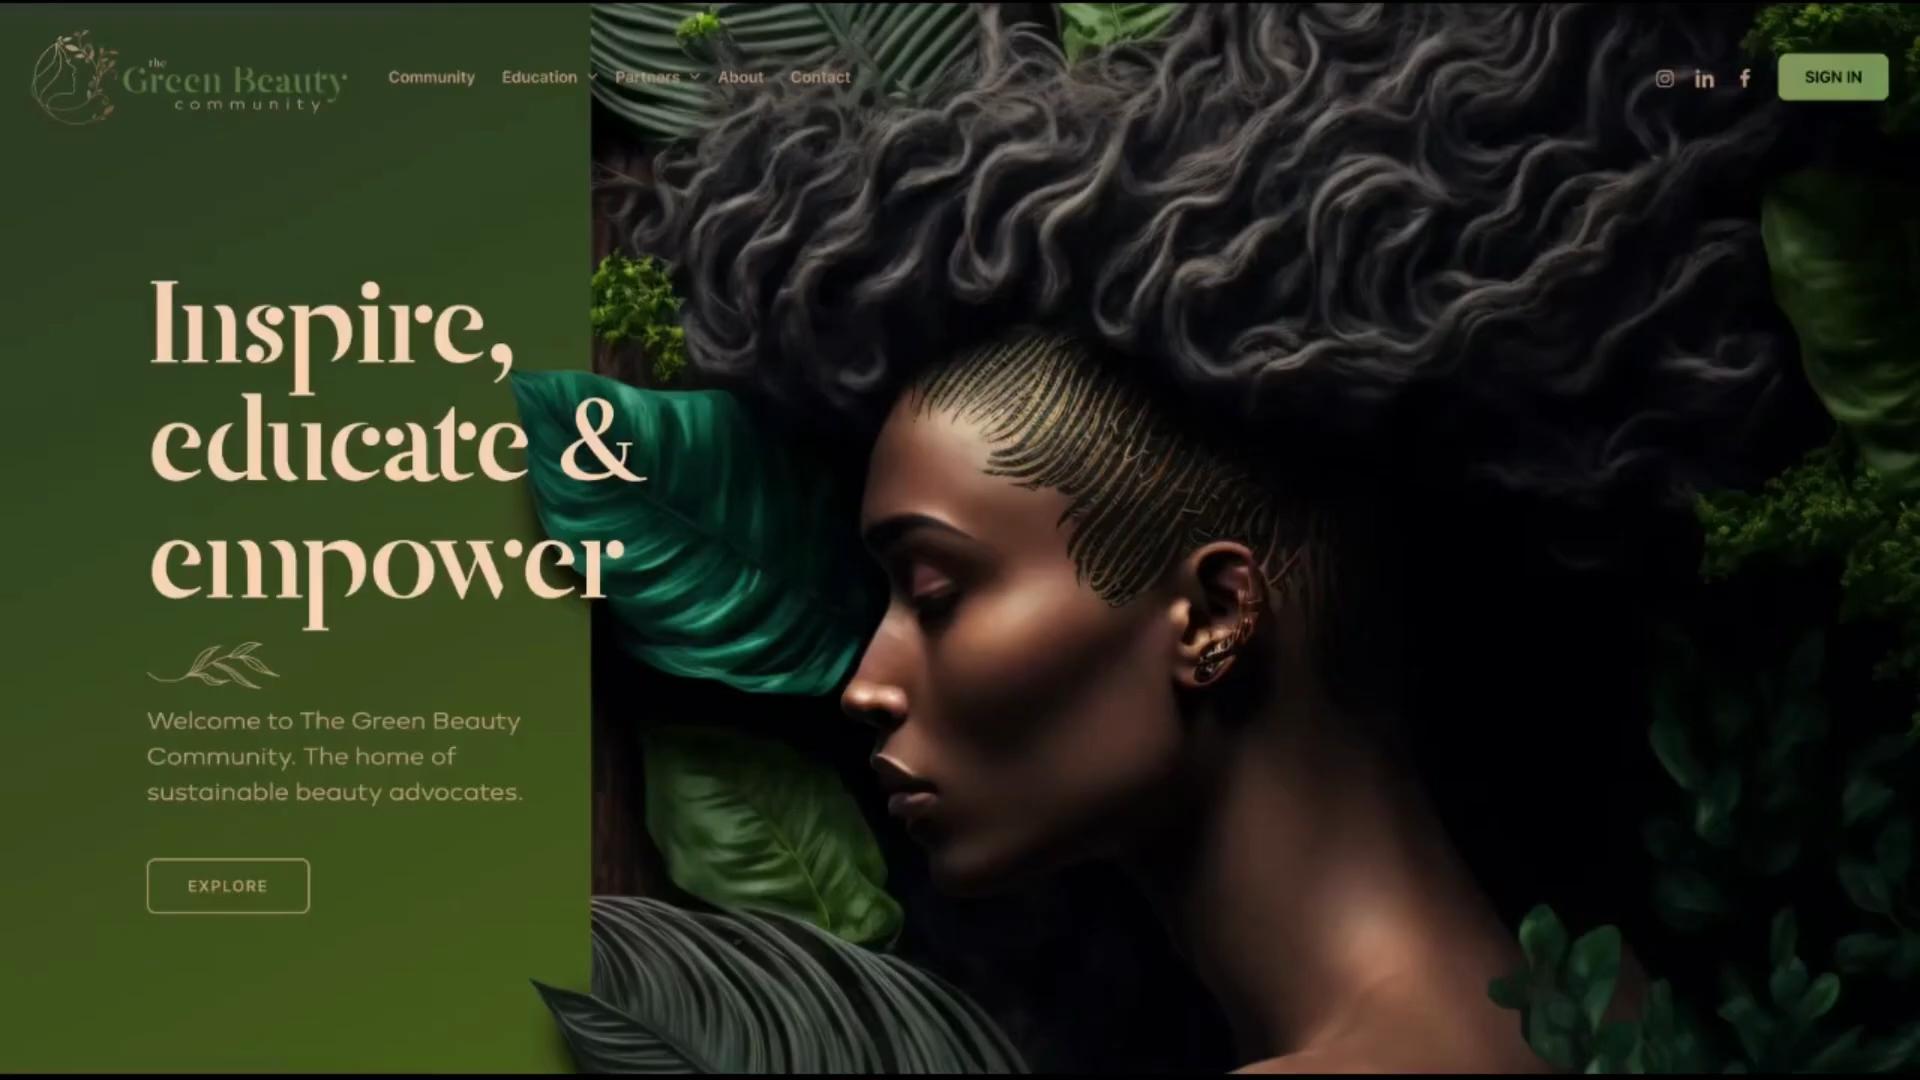 the
Green Beauty
community
Community
Education
Partners
About
Contact
in
f
SIGN IN
Inspire,
educate &
empower
Welcome to The Green Beauty
Community. The home of
sustainable beauty advocates.
EXPLORE